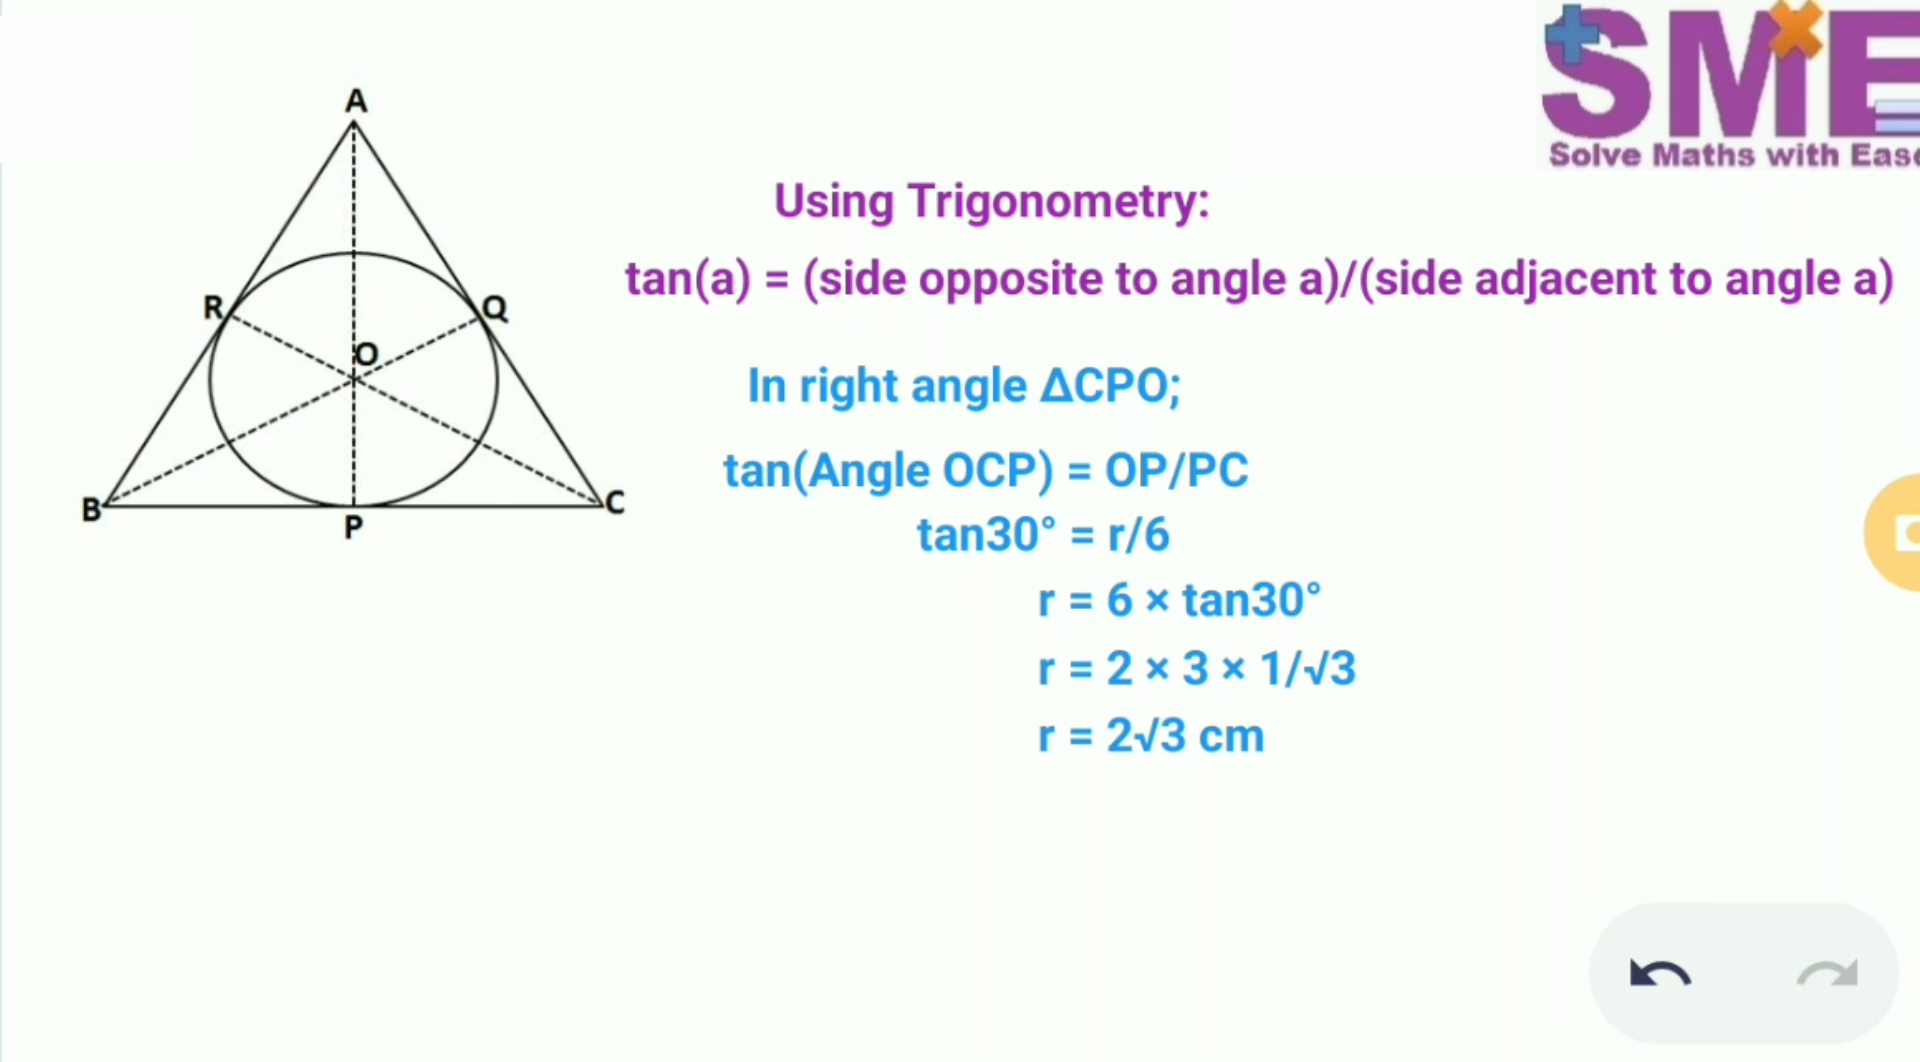 SME
Solve Maths with Ease
A
Using Trigonometry:
tan(a) = (side opposite to angle a)/(side adjacent to angle a)
R
Q
O
In right angle ΔCPO;
tan(Angle OCP) = OP/PC
B
C
P
tan30° = r/6
r = 6 × tan30°
r = 2 × 3 × 1/√3
r = 2√3 cm